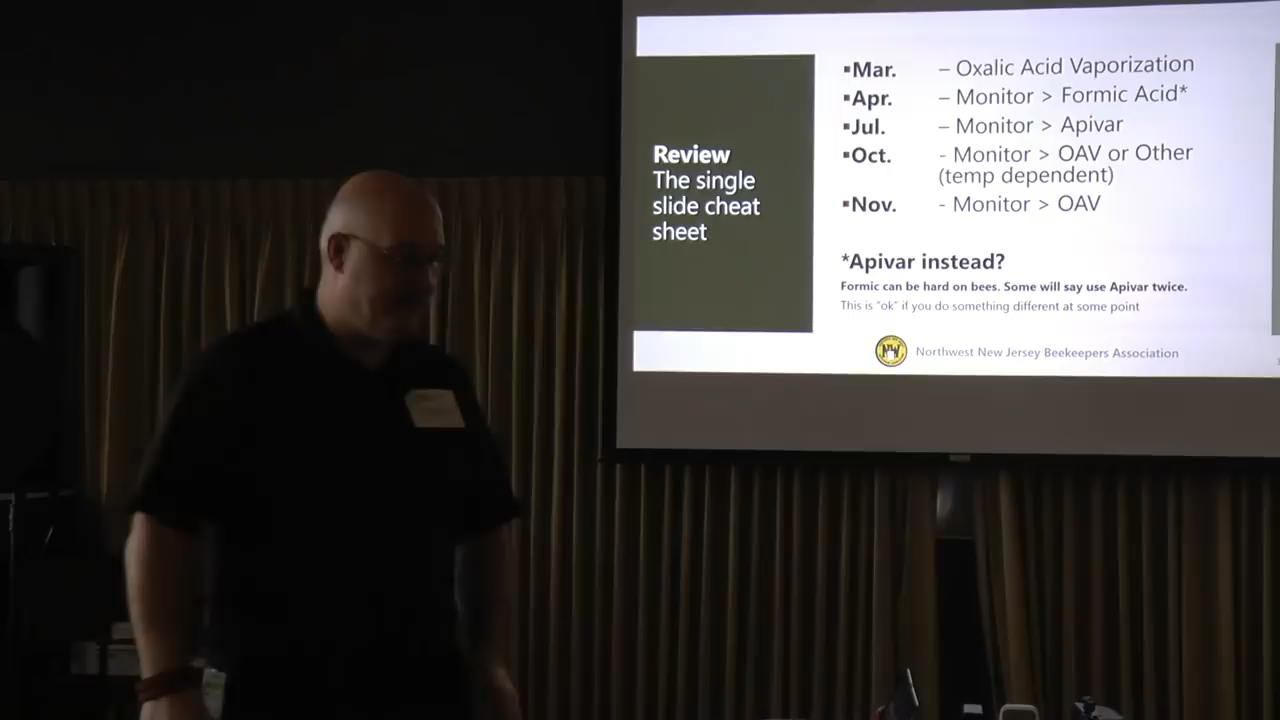 Review
The single
slide cheat
sheet
▪Mar. – Oxalic Acid Vaporization
▪Apr. – Monitor > Formic Acid*
▪Jul. – Monitor > Apivar
▪Oct. - Monitor > OAV or Other
(temp dependent)
▪Nov. - Monitor > OAV
*Apivar instead?
Formic can be hard on bees. Some will say use Apivar twice.
This is "ok" if you do something different at some point
Northwest New Jersey Beekeepers Association